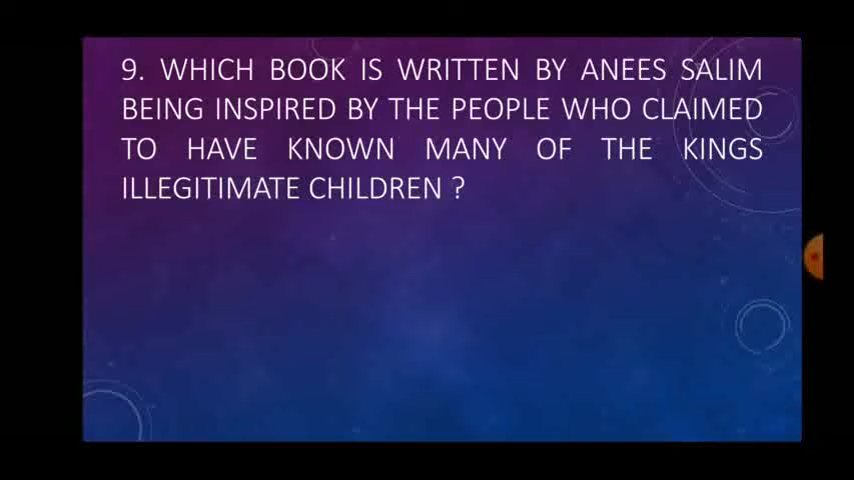 9. WHICH BOOK IS WRITTEN BY ANEES SALIM
BEING INSPIRED BY THE PEOPLE WHO CLAIMED
TO HAVE KNOWN MANY OF THE KINGS
ILLEGITIMATE CHILDREN ?